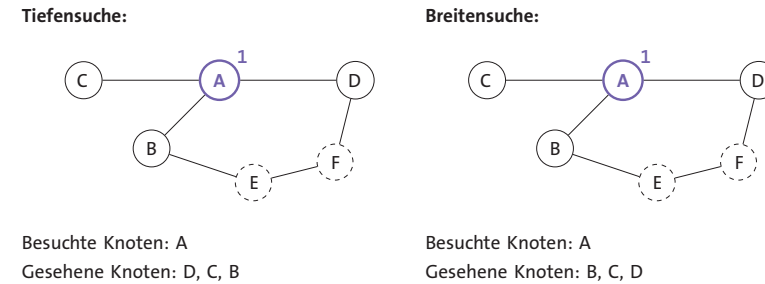 Tiefensuche:
1
C A D
B
F
E
Besuchte Knoten: A
Gesehene Knoten: D, C, B
Breitensuche:
1
C A D
B
F
E
Besuchte Knoten: A
Gesehene Knoten: B, C, D